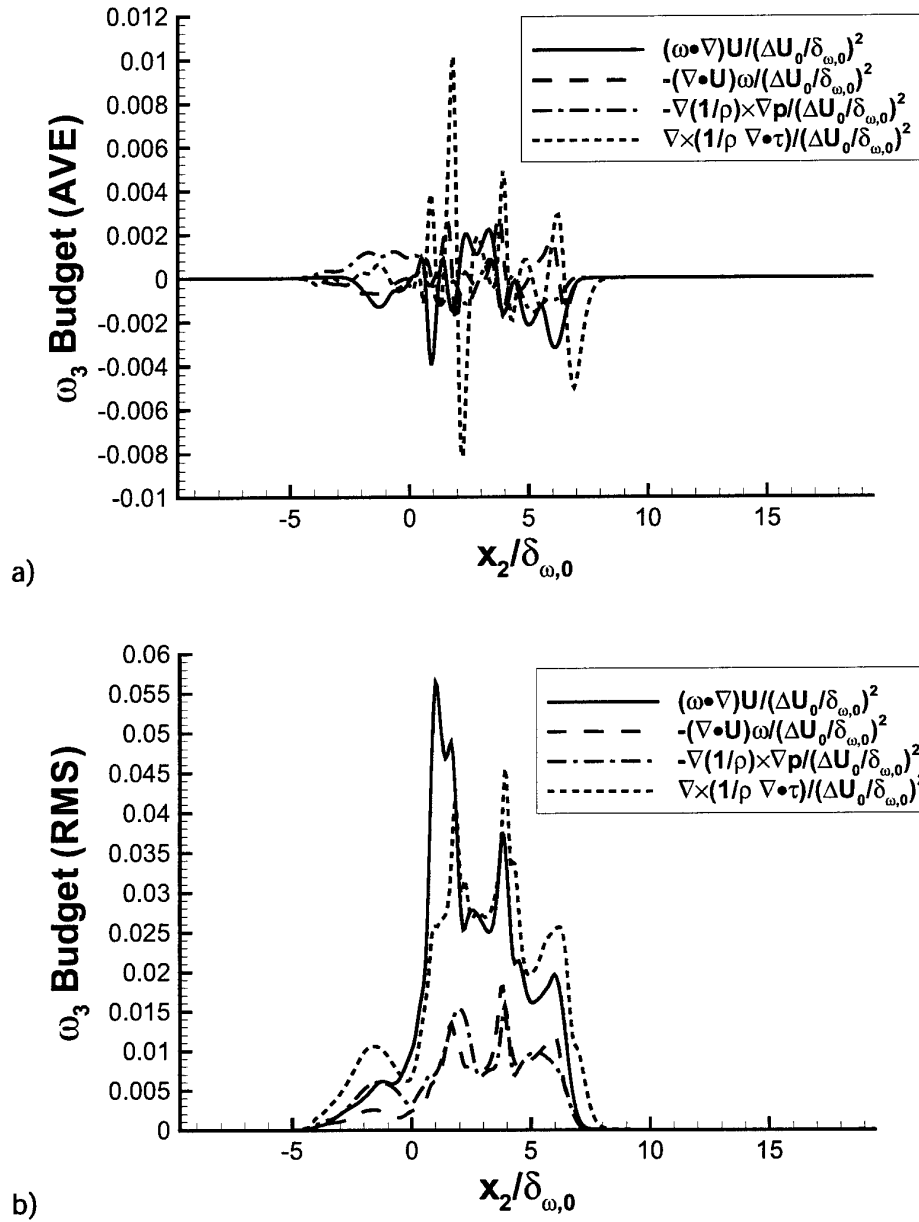 0.012
0.01
0.008
0.006
0.004
0.002
0
-0.002
-0.004
-0.006
-0.008
-0.01
ω₃ Budget (AVE)
(ω•∇)U/(ΔU₀/δω,₀)²
-(∇•U)ω/(ΔU₀/δω,₀)²
-∇(1/ρ)×∇p/(ΔU₀/δω,₀)²
∇×(1/ρ ∇•τ)/(ΔU₀/δω,₀)²
-5 0 5 10 15
x₂/δω,₀
a)
0.06
0.055
0.05
0.045
0.04
0.035
0.03
0.025
0.02
0.015
0.01
0.005
0
ω₃ Budget (RMS)
(ω•∇)U/(ΔU₀/δω,₀)²
-(∇•U)ω/(ΔU₀/δω,₀)²
-∇(1/ρ)×∇p/(ΔU₀/δω,₀)²
∇×(1/ρ ∇•τ)/(ΔU₀/δω,₀)²
-5 0 5 10 15
x₂/δω,₀
b)